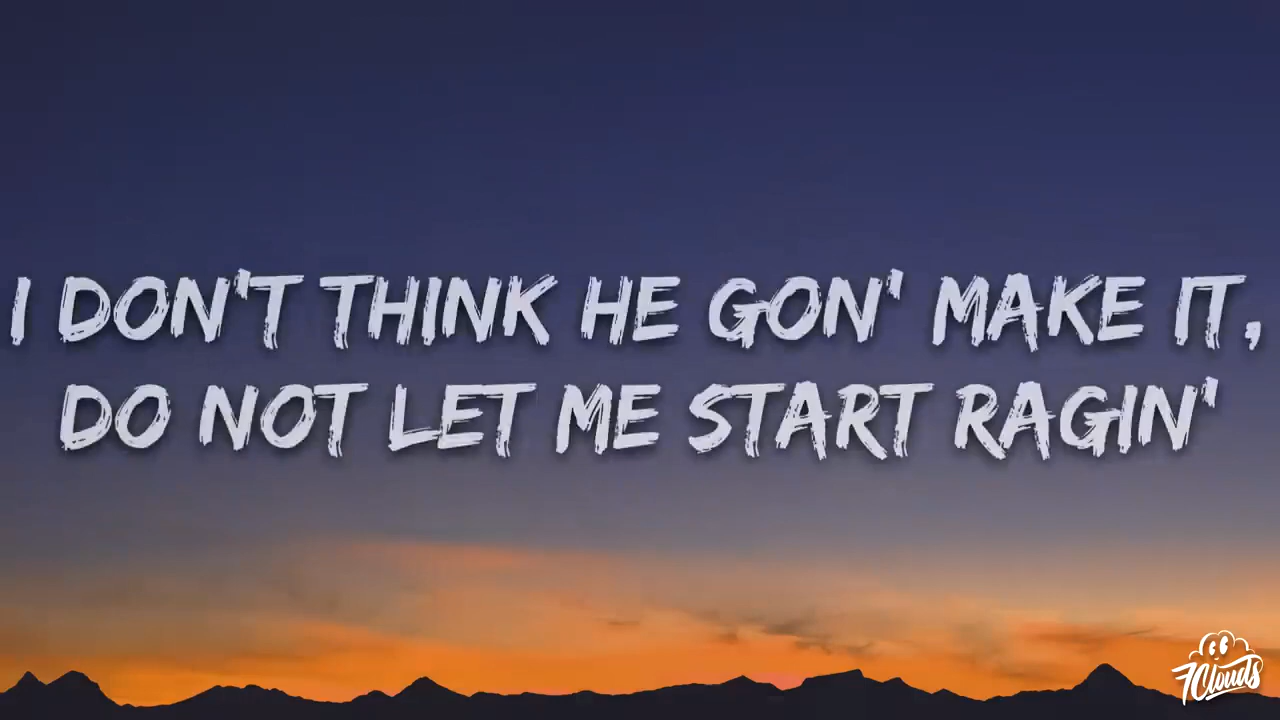 I DON'T THINK HE GON' MAKE IT,
DO NOT LET ME START RAGIN'
7Clouds